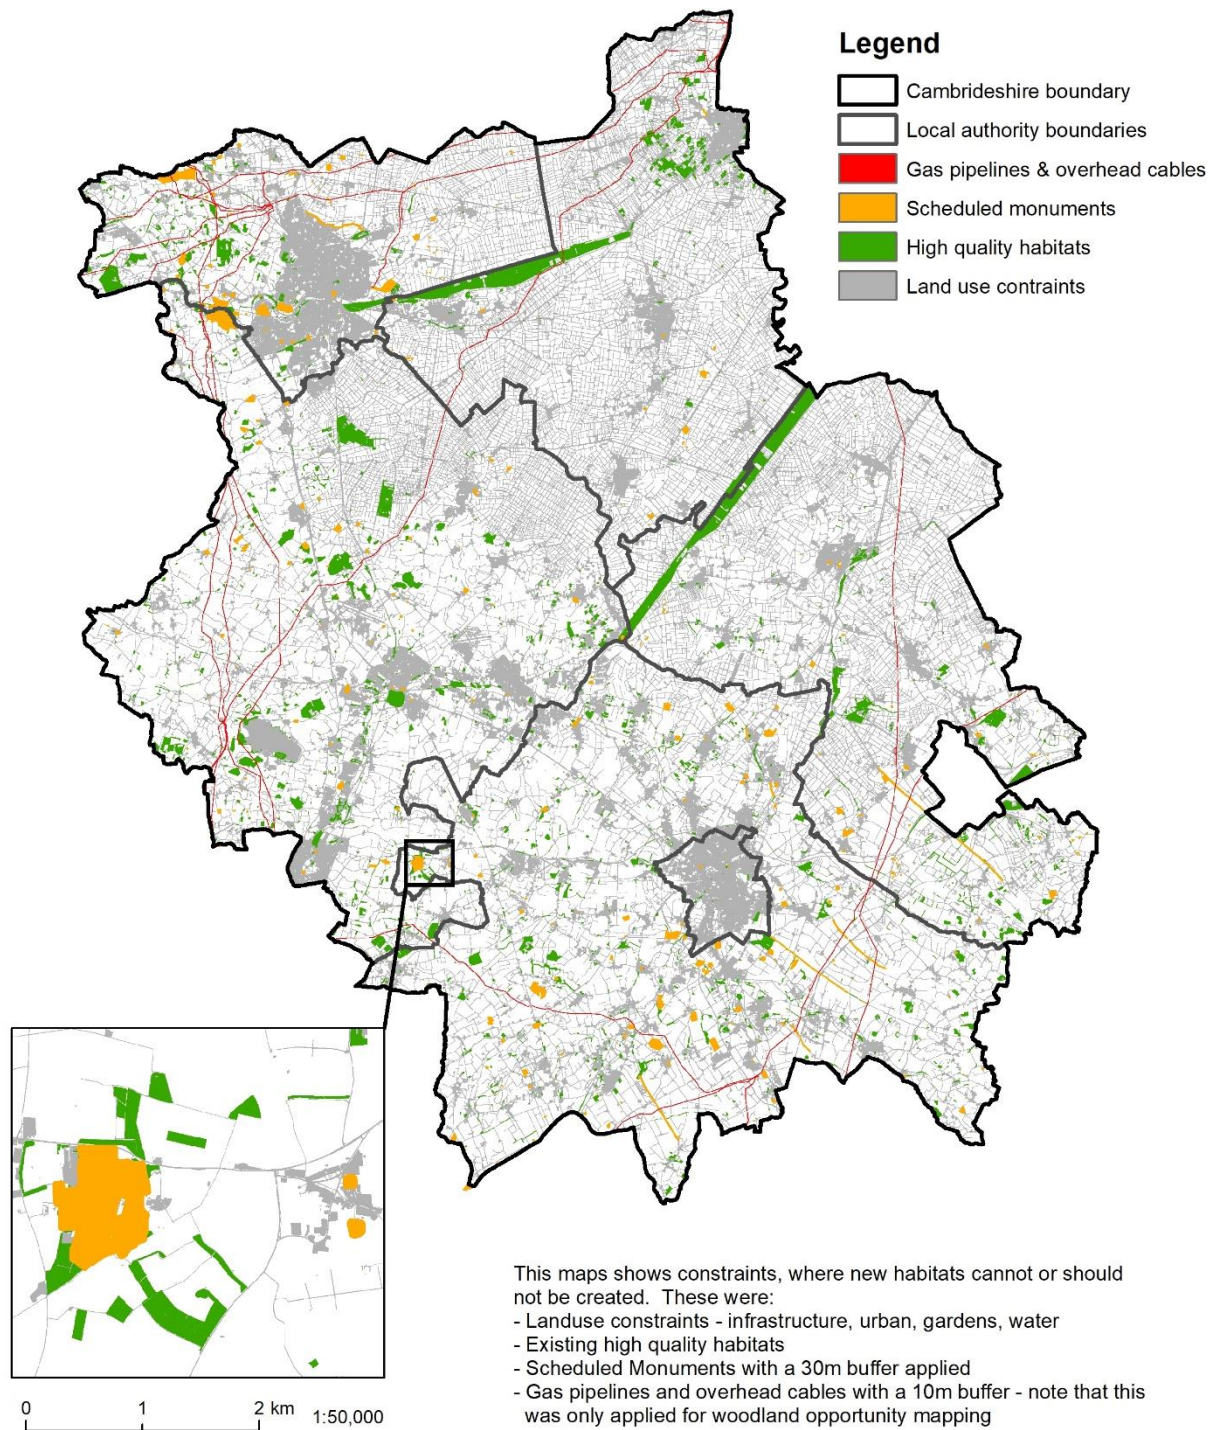 Legend
Cambrideshire boundary
Local authority boundaries
Gas pipelines & overhead cables
Scheduled monuments
High quality habitats
Land use contraints
This maps shows constraints, where new habitats cannot or should
not be created.  These were:
- Landuse constraints - infrastructure, urban, gardens, water
- Existing high quality habitats
- Scheduled Monuments with a 30m buffer applied
- Gas pipelines and overhead cables with a 10m buffer - note that this
was only applied for woodland opportunity mapping
0 1 2 km 1:50,000